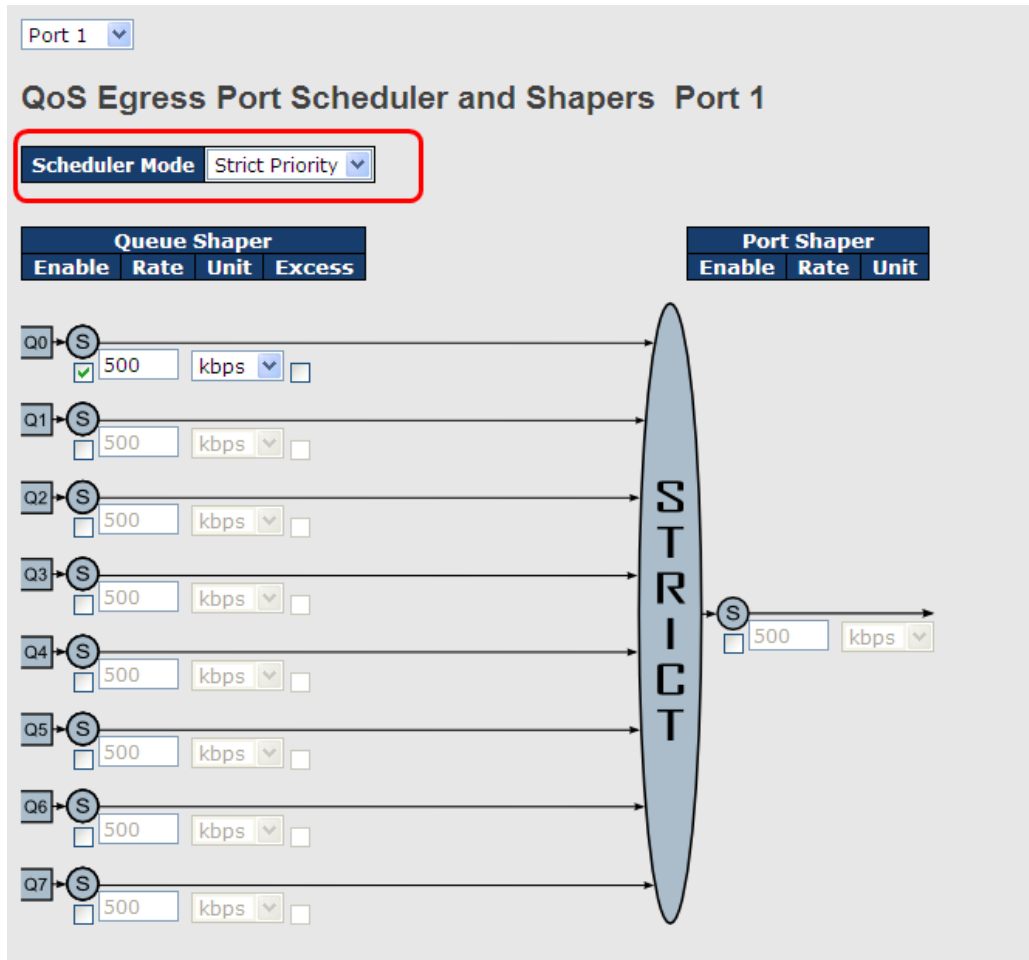 Port 1
QoS Egress Port Scheduler and Shapers Port 1
Scheduler Mode Strict Priority
Queue Shaper
Enable Rate Unit Excess
Port Shaper
Enable Rate Unit
Q0 S
500 kbps
Q1 S
500 kbps
Q2 S
500 kbps
Q3 S
500 kbps
Q4 S
500 kbps
Q5 S
500 kbps
Q6 S
500 kbps
Q7 S
500 kbps
STRICT
S
500 kbps